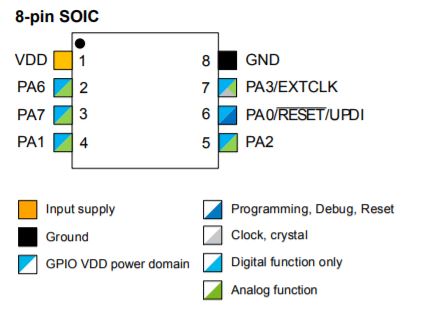 8-pin SOIC
VDD 1 8 GND
PA6 2 7 PA3/EXTCLK
PA7 3 6 PA0/RESET/UPDI
PA1 4 5 PA2
Input supply
Ground
GPIO VDD power domain
Programming, Debug, Reset
Clock, crystal
Digital function only
Analog function